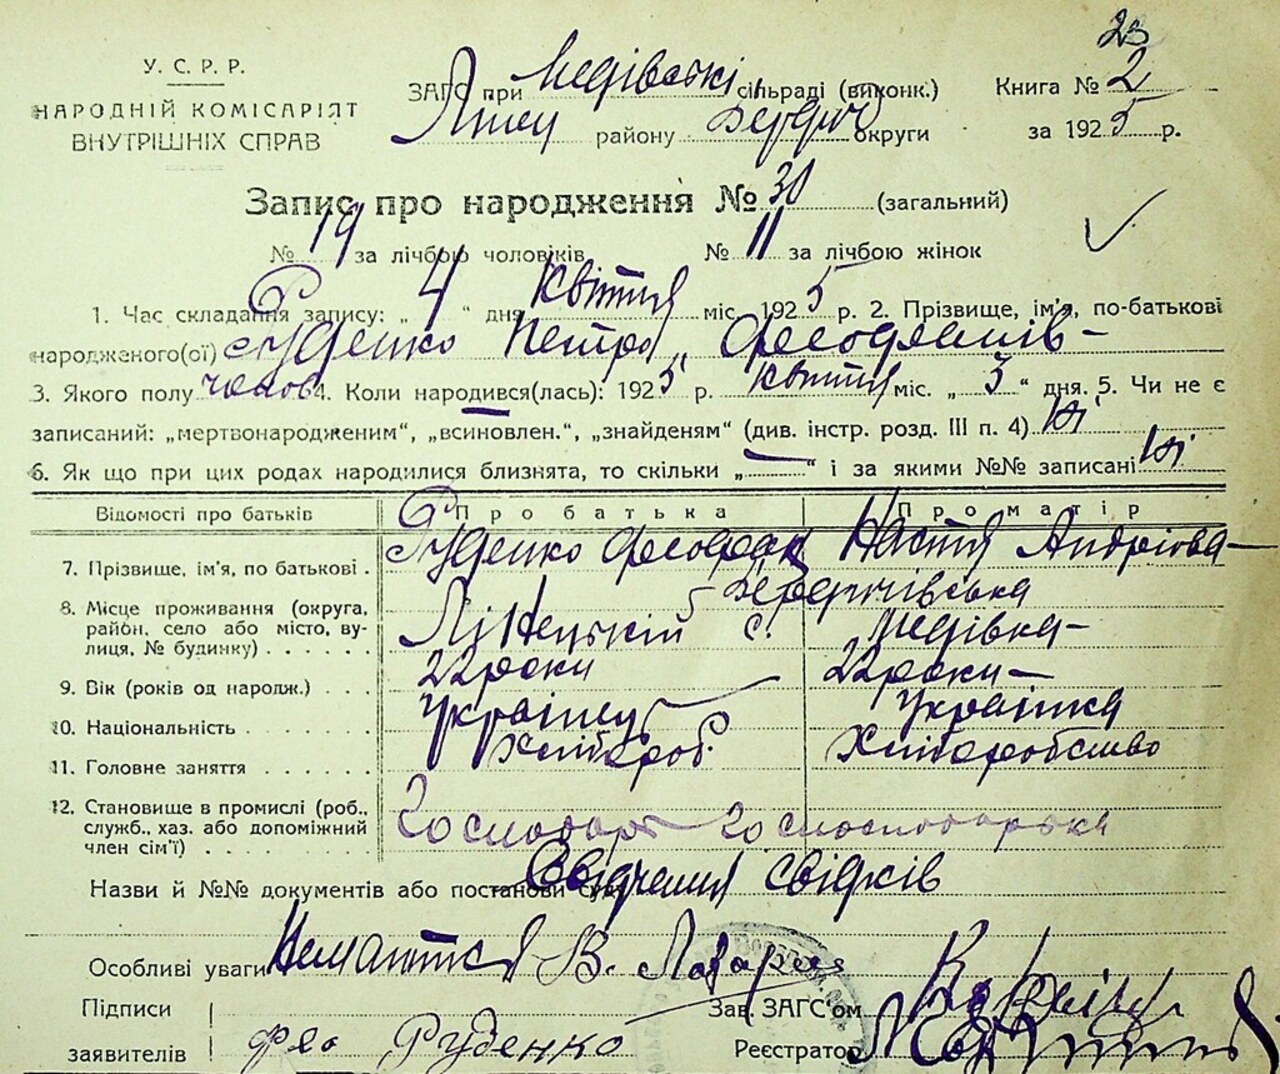 23
У. С. Р. Р.
НАРОДНІЙ КОМІСАРІЯТ
ВНУТРІШНІХ СПРАВ
ЗАГС при Медівські сільраді (виконк.) Книга № 2
району Бердич округи за 1925 р.
Запис про народження № 30 (загальний)
№ 19 за лічбою чоловіків № 11 за лічбою жінок
1. Час складання запису: „ 4 “ дня Квітня міс. 1925 р. 2. Прізвище, ім'я, по-батькові
народженого(ої) Руденко Петро
3. Якого полу чолов 4. Коли народився(лась): 1925 р. Квітня міс. „ 3 “ дня. 5. Чи не є
записаний: „мертвонародженим“, „всиновлен.“, „знайденям“ (див. інстр. розд. III п. 4) Ні
6. Як що при цих родах народилися близнята, то скільки „ — “ і за якими №№ записані Ні
Відомості про батьків Про батька Про матір
7. Прізвище, ім'я, по батькові . Руденко Настя Андріова
8. Місце проживання (округа, Бердичівська
район, село або місто, ву- с. Медівка
лиця, № будинку) . . . . . .
9. Вік (років од народж.) . . . 22 роки 22 роки
10. Національність . . . . . . . Українец Українка
11. Головне заняття . . . . . . Хлібороб. Хліборобство
12. Становище в промислі (роб.,
служб., хаз. або допоміжний Господарь
член сім'ї) . . . . . . . . . .
Назви й №№ документів або постанови суду Свідчення свідків
Особливі уваги В.
Підписи Зав. ЗАГС'ом
заявителів Руденко Реєстратор